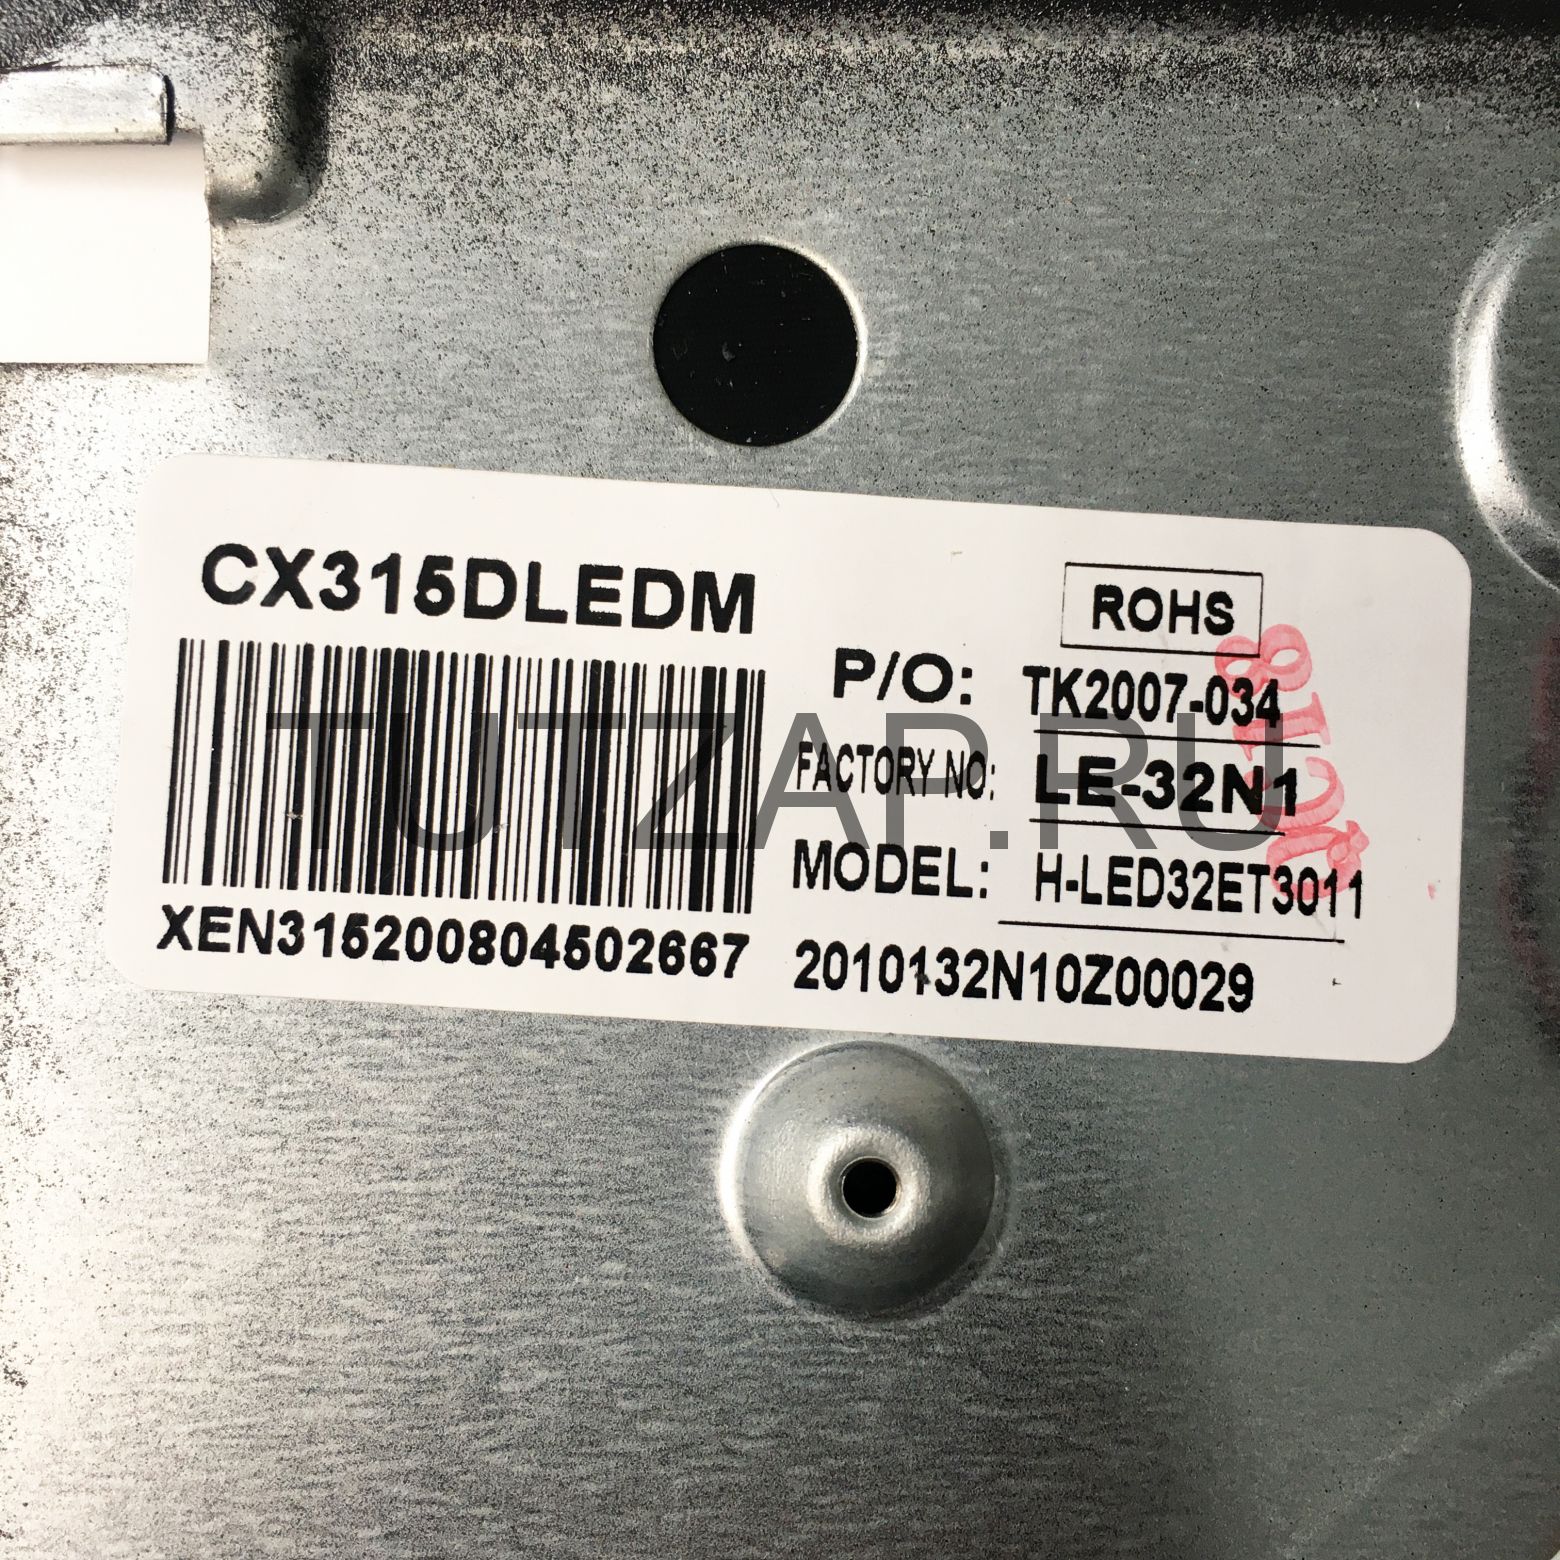 CX315DLEDM
XEN315200804502667
ROHS
P/O: TK2007-034
FACTORY NO: LE-32N1
MODEL: H-LED32ET3011
2010132N10Z00029
TUTZAP.RU